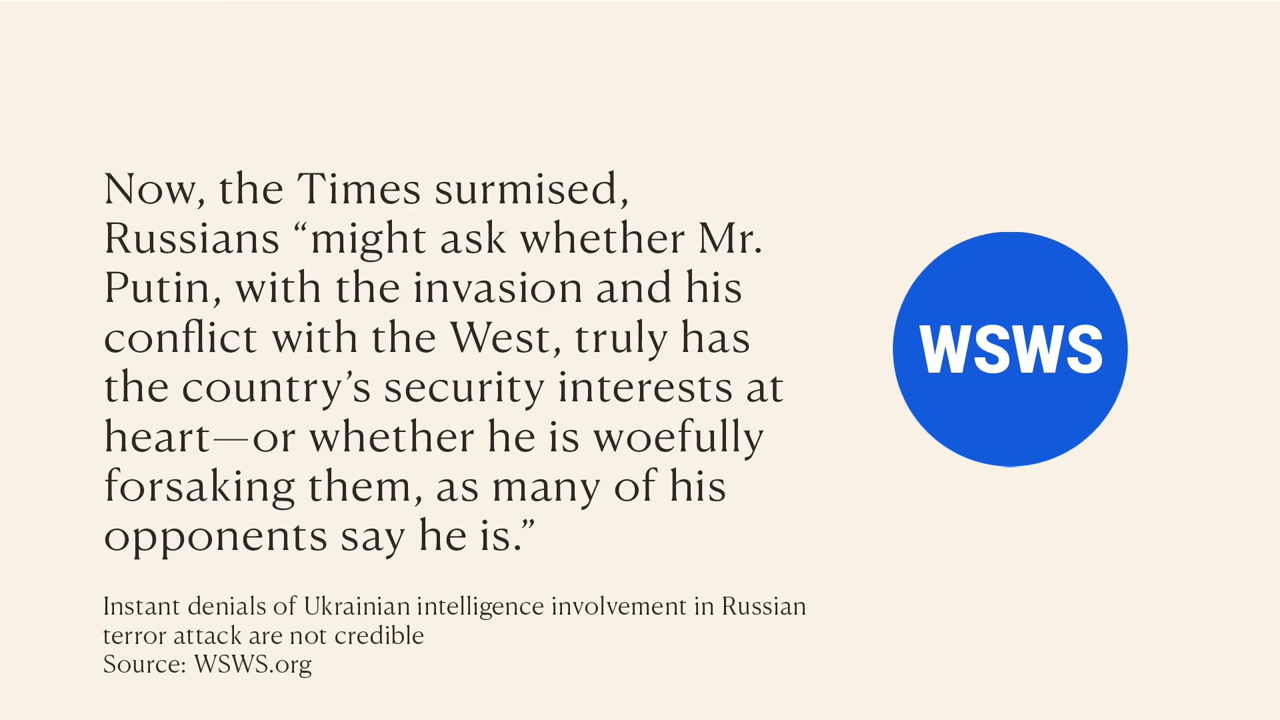 Now, the Times surmised,
Russians “might ask whether Mr.
Putin, with the invasion and his
conflict with the West, truly has
the country’s security interests at
heart—or whether he is woefully
forsaking them, as many of his
opponents say he is.”
WSWS
Instant denials of Ukrainian intelligence involvement in Russian
terror attack are not credible
Source: WSWS.org